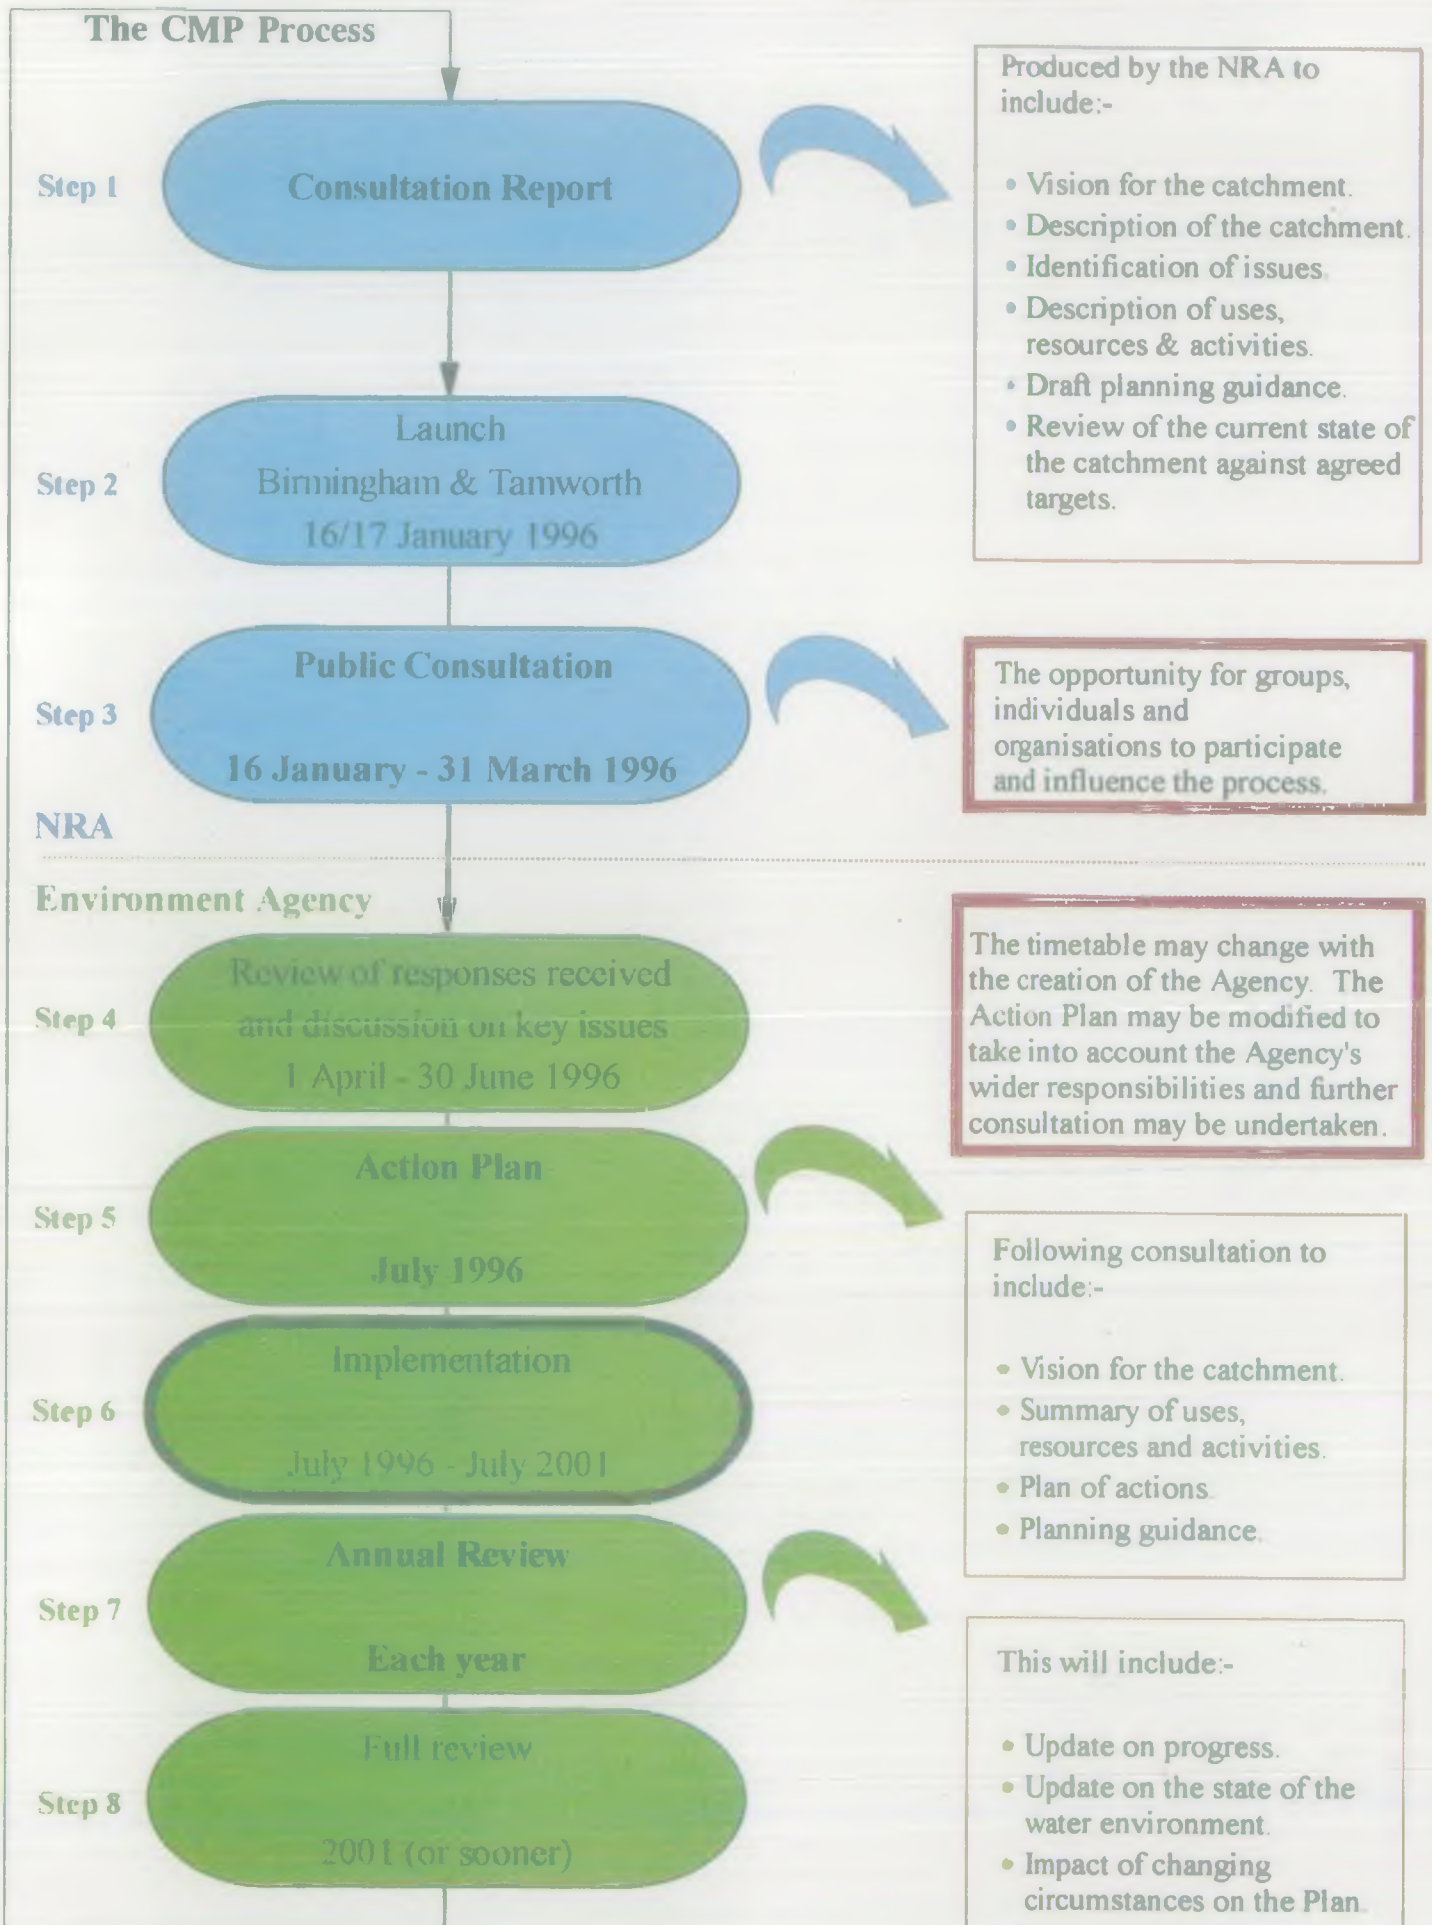 The CMP Process
Step 1
Consultation Report
Produced by the NRA to
include:-
• Vision for the catchment.
• Description of the catchment.
• Identification of issues.
• Description of uses,
resources & activities.
• Draft planning guidance.
• Review of the current state of
the catchment against agreed
targets.
Step 2
Launch
Birmingham & Tamworth
16/17 January 1996
Step 3
Public Consultation
16 January - 31 March 1996
The opportunity for groups,
individuals and
organisations to participate
and influence the process.
NRA
Environment Agency
Step 4
Review of responses received
and discussion on key issues
1 April - 30 June 1996
The timetable may change with
the creation of the Agency. The
Action Plan may be modified to
take into account the Agency's
wider responsibilities and further
consultation may be undertaken.
Step 5
Action Plan
July 1996
Following consultation to
include:-
• Vision for the catchment.
• Summary of uses,
resources and activities.
• Plan of actions.
• Planning guidance.
Step 6
Implementation
July 1996 - July 2001
Step 7
Annual Review
Each year
This will include:-
• Update on progress.
• Update on the state of the
water environment.
• Impact of changing
circumstances on the Plan.
Step 8
Full review
2001 (or sooner)